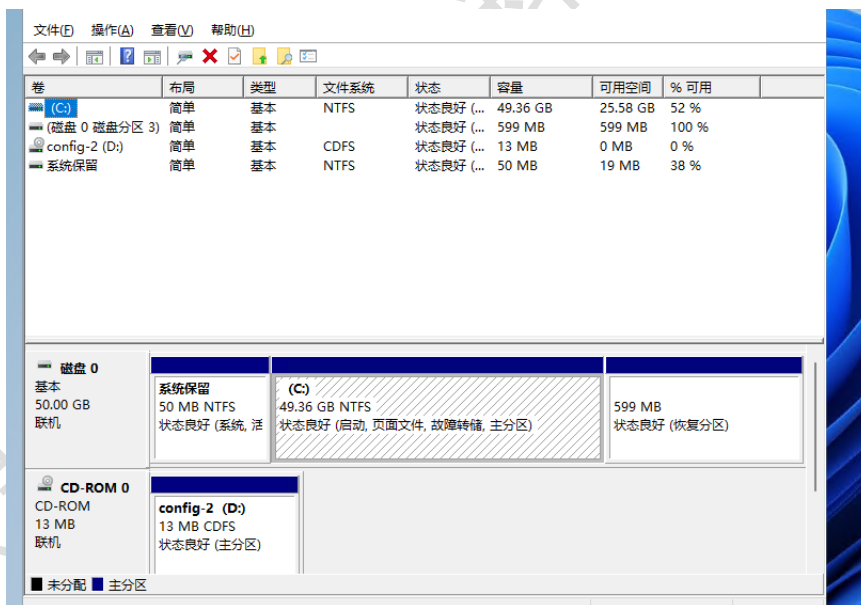 文件(F) 操作(A) 查看(V) 帮助(H)
卷 布局 类型 文件系统 状态 容量 可用空间 % 可用
(C:) 简单 基本 NTFS 状态良好 (... 49.36 GB 25.58 GB 52 %
(磁盘 0 磁盘分区 3) 简单 基本 状态良好 (... 599 MB 599 MB 100 %
config-2 (D:) 简单 基本 CDFS 状态良好 (... 13 MB 0 MB 0 %
系统保留 简单 基本 NTFS 状态良好 (... 50 MB 19 MB 38 %
磁盘 0
基本
50.00 GB
联机
系统保留
50 MB NTFS
状态良好 (系统, 活
(C:)
49.36 GB NTFS
状态良好 (启动, 页面文件, 故障转储, 主分区)
599 MB
状态良好 (恢复分区)
CD-ROM 0
CD-ROM
13 MB
联机
config-2 (D:)
13 MB CDFS
状态良好 (主分区)
未分配 主分区